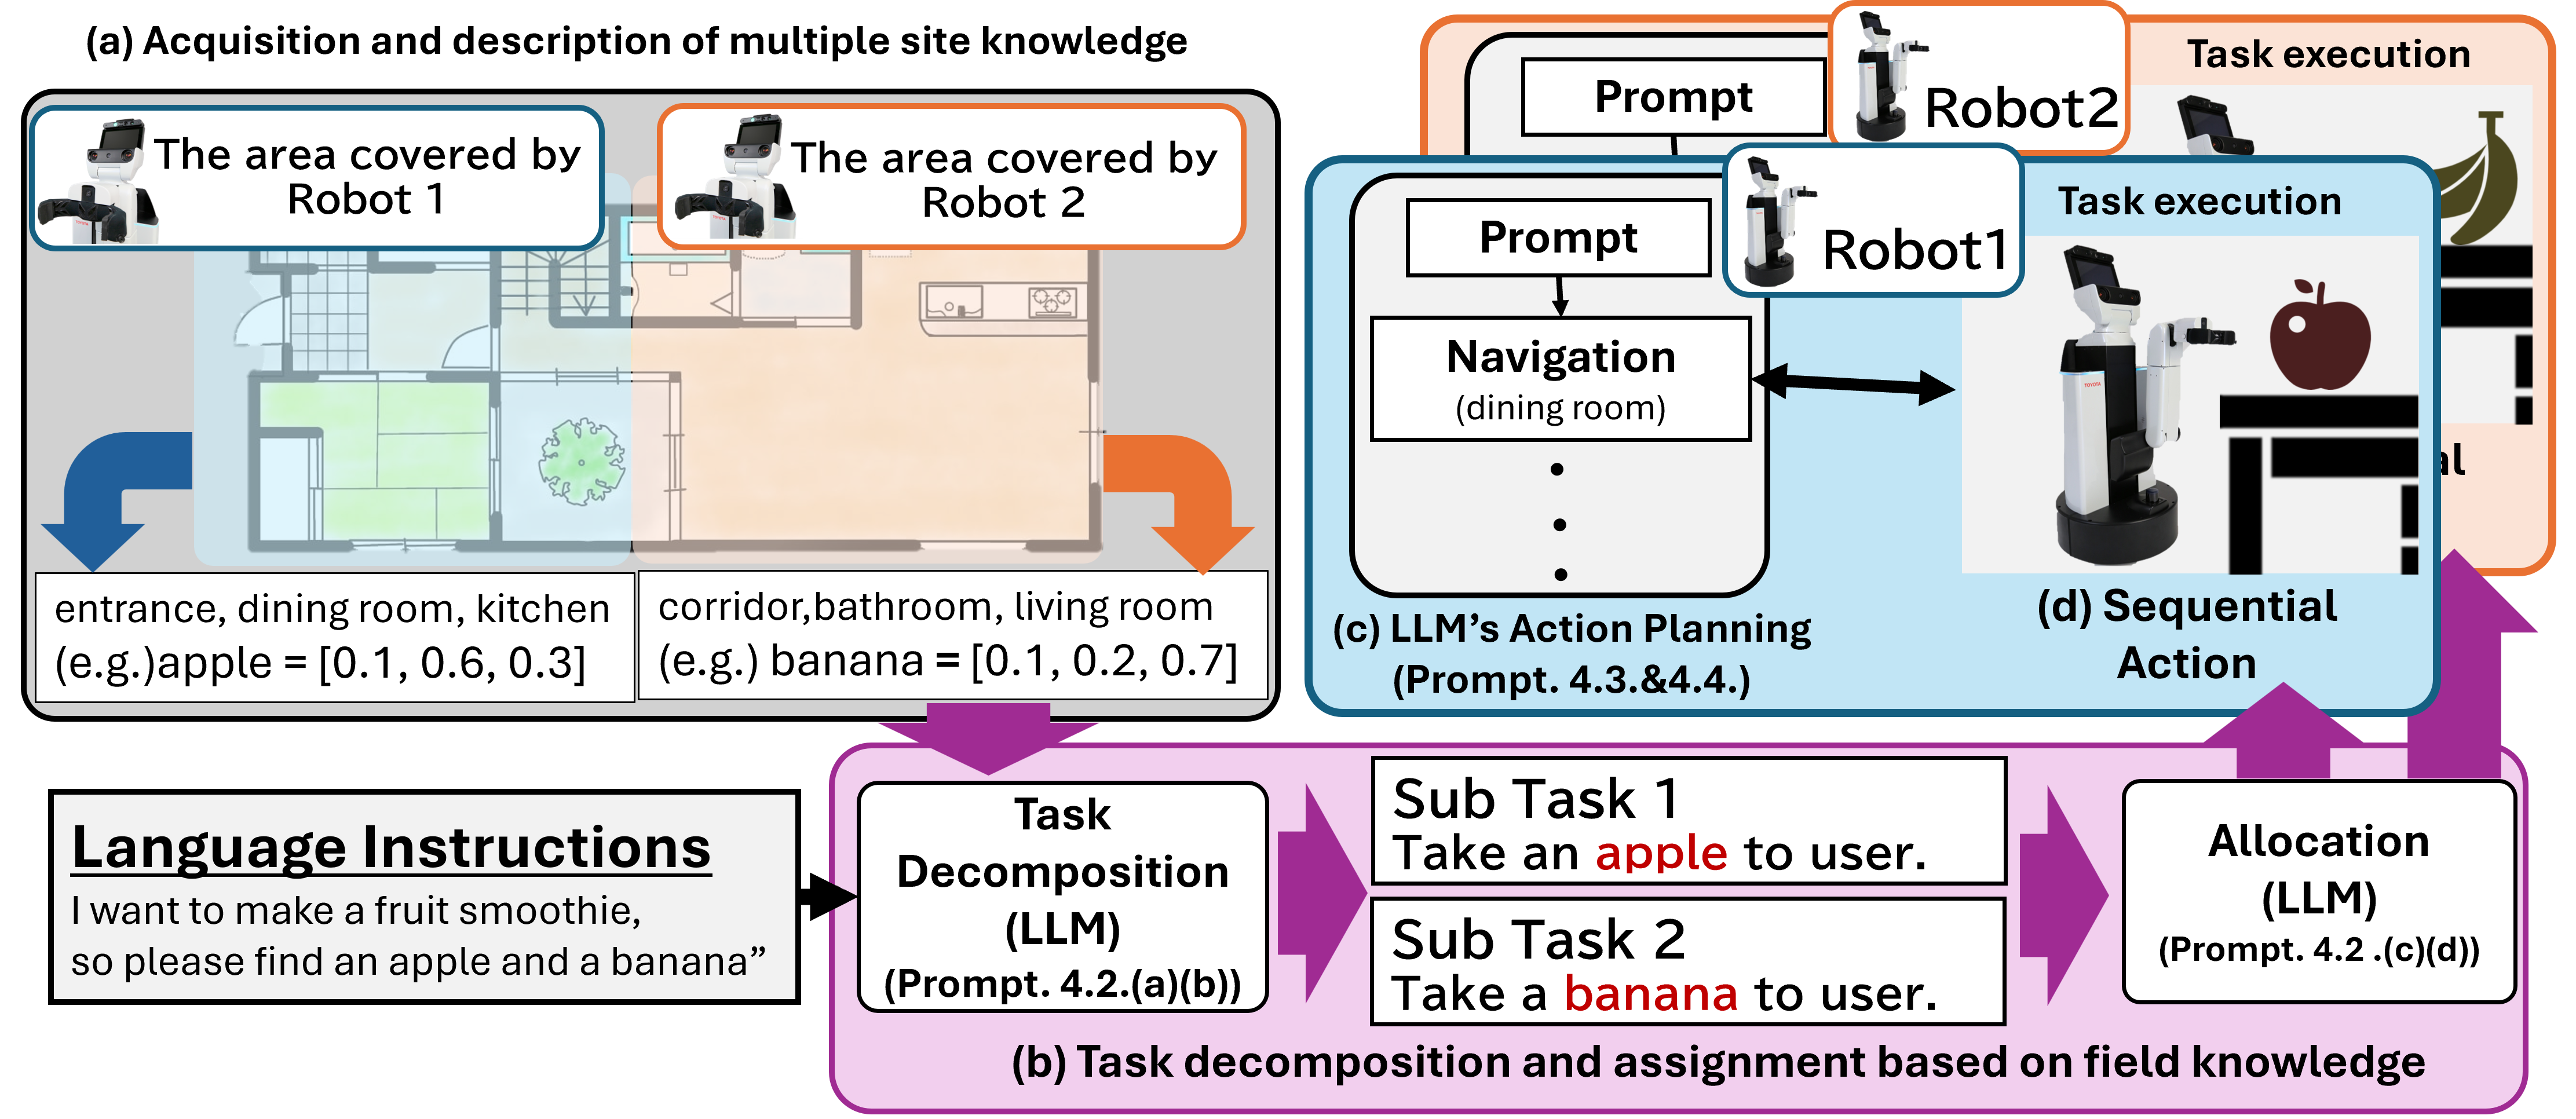 (a) Acquisition and description of multiple site knowledge
The area covered by
Robot 1
The area covered by
Robot 2
entrance, dining room, kitchen
(e.g.)apple = [0.1, 0.6, 0.3]
corridor,bathroom, living room
(e.g.) banana = [0.1, 0.2, 0.7]
Prompt
Robot2
Task execution
al
Prompt
Robot1
Task execution
Navigation
(dining room)
TOYOTA
(c) LLM’s Action Planning
(Prompt. 4.3.&4.4.)
(d) Sequential
Action
Language Instructions
I want to make a fruit smoothie,
so please find an apple and a banana”
Task
Decomposition
(LLM)
(Prompt. 4.2.(a)(b))
Sub Task 1
Take an apple to user.
Sub Task 2
Take a banana to user.
Allocation
(LLM)
(Prompt. 4.2 .(c)(d))
(b) Task decomposition and assignment based on field knowledge